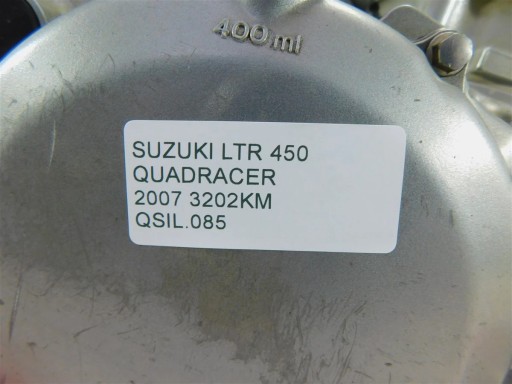 400ml
SUZUKI LTR 450
QUADRACER
2007 3202KM
QSIL.085